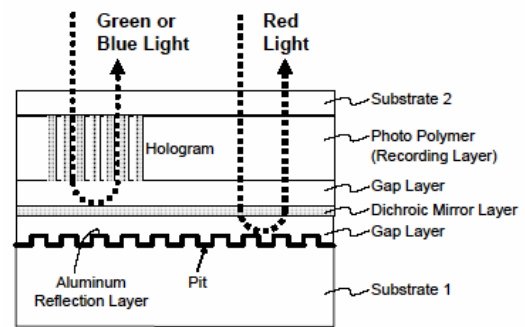 Green or
Blue Light
Red
Light
Substrate 2
Hologram
Photo Polymer
(Recording Layer)
Gap Layer
Dichroic Mirror Layer
Gap Layer
Aluminum
Reflection Layer
Pit
Substrate 1